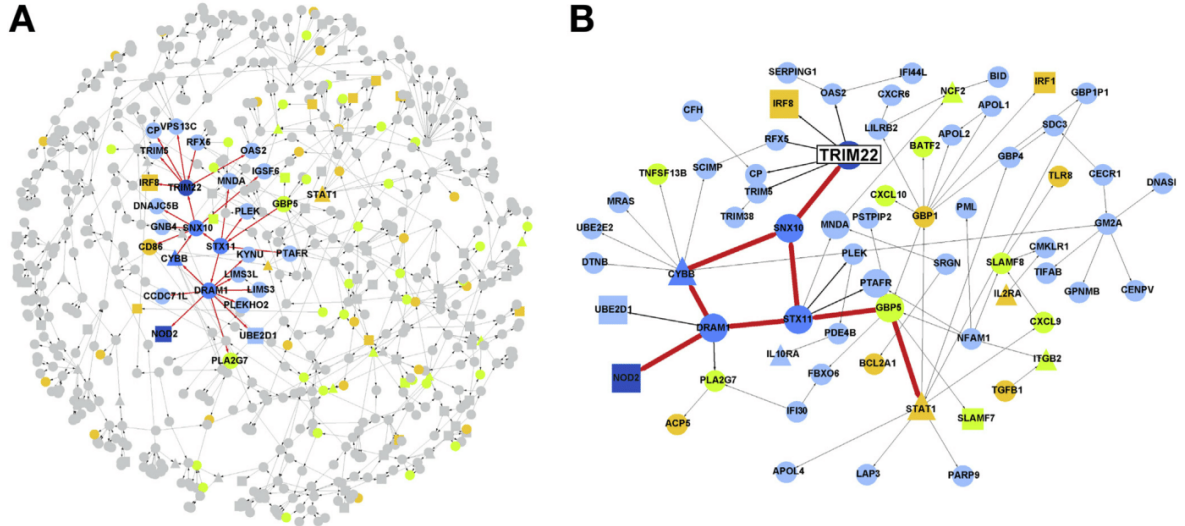 A
CP
VPS13C
TRIM5
RFX5
OAS2
IRF8
TRIM22
MNDA
IGSF6
STAT1
DNAJC5B
GBP5
PLEK
GNB4
SNX10
CD86
STX11
CYBB
KYNU
PTAFR
LIMS3L
DRAM1
LIMS3
CCDC71L
PLEKHO2
NOD2
UBE2D1
PLA2G7
B
SERPING1
IFI44L
BID
IRF1
OAS2
CXCR6
NCF2
GBP1P1
IRF8
CFH
APOL1
LILRB2
SDC3
RFX5
APOL2
BATF2
TRIM22
GBP4
TNFSF13B
SCIMP
CP
TLR8
CECR1
DNASI
TRIM5
CXCL10
MRAS
TRIM38
PSTPIP2
GBP1
PML
MNDA
GM2A
UBE2E2
SNX10
CMKLR1
PLEK
SRGN
SLAMF8
DTNB
CYBB
TIFAB
PTAFR
IL2RA
GPNMB
CENPV
UBE2D1
GBP5
STX11
CXCL9
DRAM1
PDE4B
NFAM1
IL10RA
ITGB2
NOD2
FBXO6
BCL2A1
PLA2G7
TGFB1
STAT1
IFI30
SLAMF7
ACP5
APOL4
LAP3
PARP9